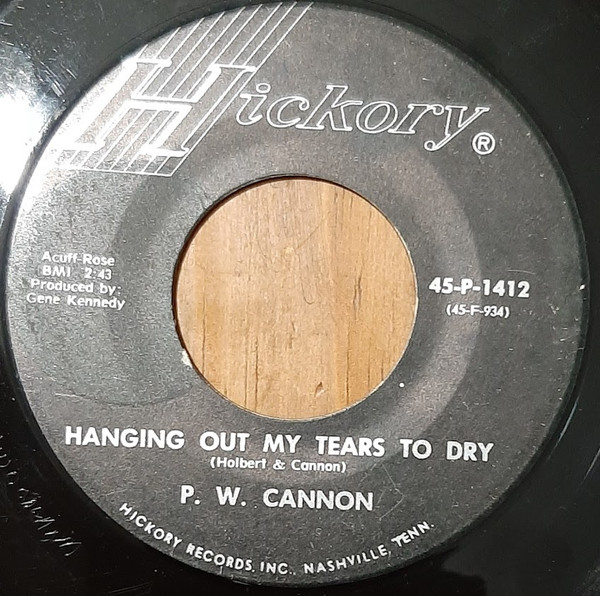 Hickory®
Acuff-Rose
BMI 2:43
Produced by:
Gene Kennedy
45-P-1412
(45-F-934)
HANGING OUT MY TEARS TO DRY
(Holbert & Cannon)
P. W. CANNON
HICKORY RECORDS, INC., NASHVILLE, TENN.